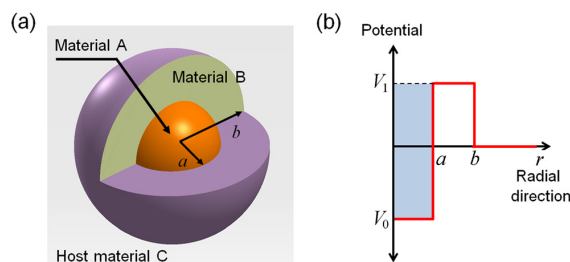 (a)
Material A
Material B
b
a
Host material C
(b)
Potential
V1
a
b
r
Radial
direction
V0